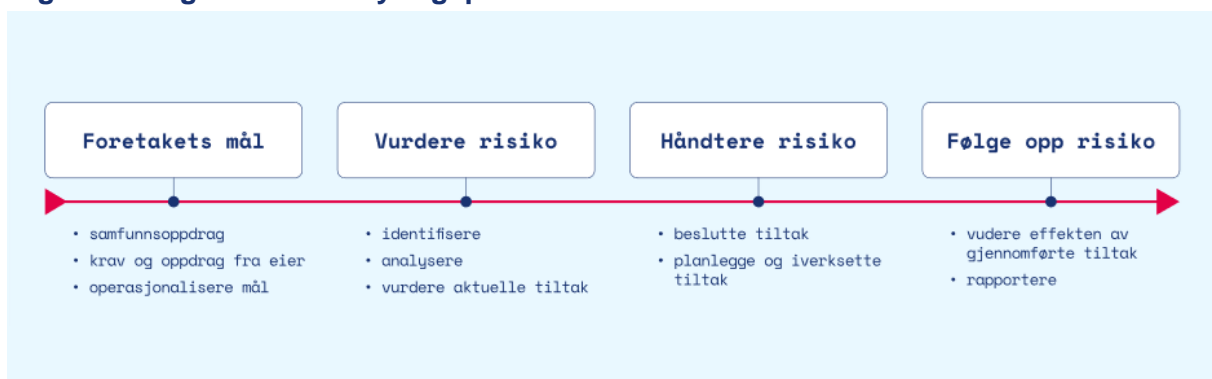 Foretakets mål
Vurdere risiko
Håndtere risiko
Følge opp risiko
• samfunnsoppdrag
• krav og oppdrag fra eier
• operasjonalisere mål
• identifisere
• analysere
• vurdere aktuelle tiltak
• beslutte tiltak
• planlegge og iverksette
tiltak
• vudere effekten av
gjennomførte tiltak
• rapportere